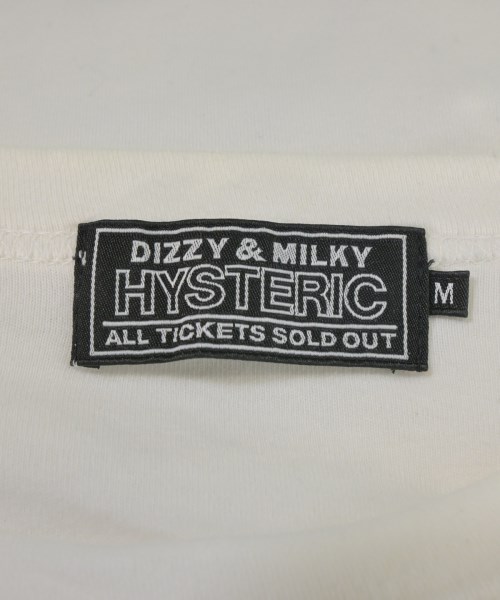 DIZZY & MILKY
HYSTERIC
ALL TICKETS SOLD OUT
M